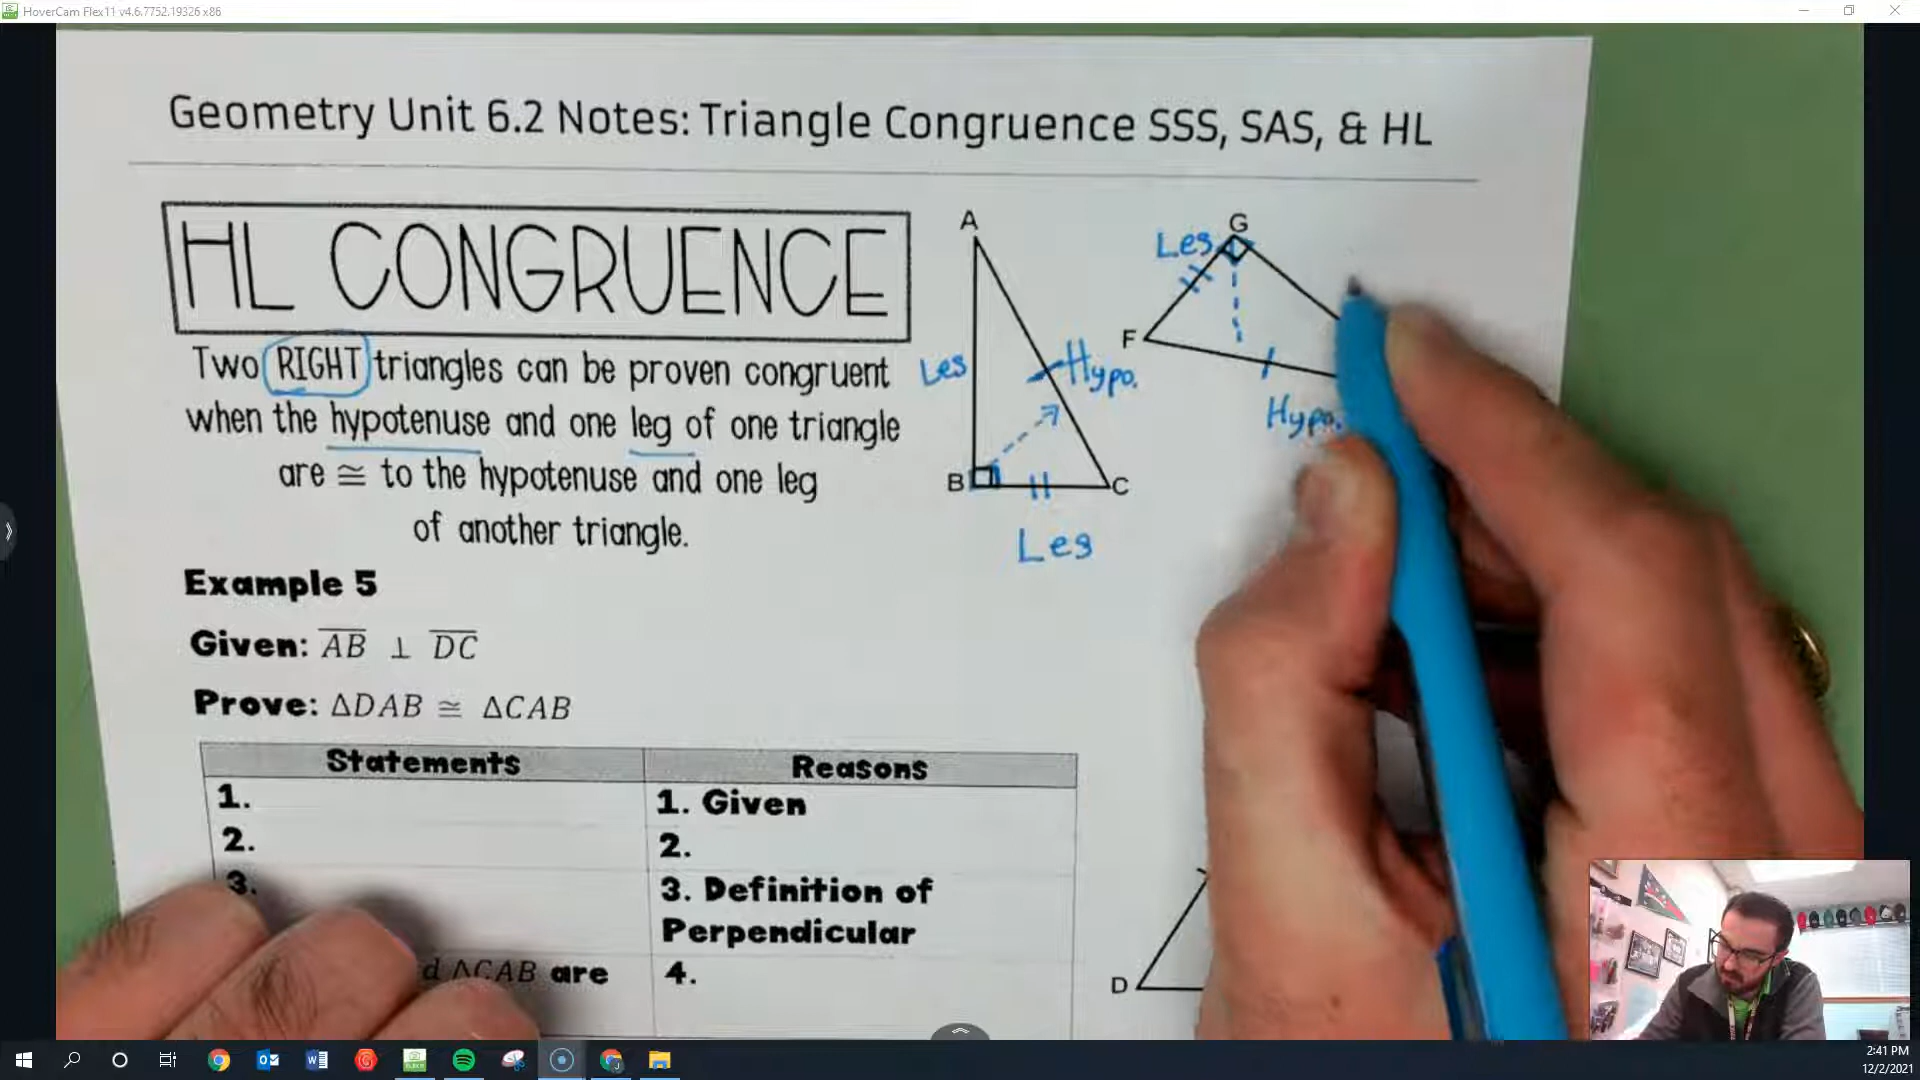 HoverCam Flex11 v4.6.7752.19326 x86
Geometry Unit 6.2 Notes: Triangle Congruence SSS, SAS, & HL
HL CONGRUENCE
Two RIGHT triangles can be proven congruent
when the hypotenuse and one leg of one triangle
are ≅ to the hypotenuse and one leg
of another triangle.
A
Leg
Hypo.
B
C
Leg
G
Leg
F
Hypo.
Example 5
Given: AB ⊥ DC
Prove: ΔDAB ≅ ΔCAB
Statements
Reasons
1.
1. Given
2.
2.
3.
3. Definition of
Perpendicular
d ΔCAB are
4.
D
2:41 PM
12/2/2021